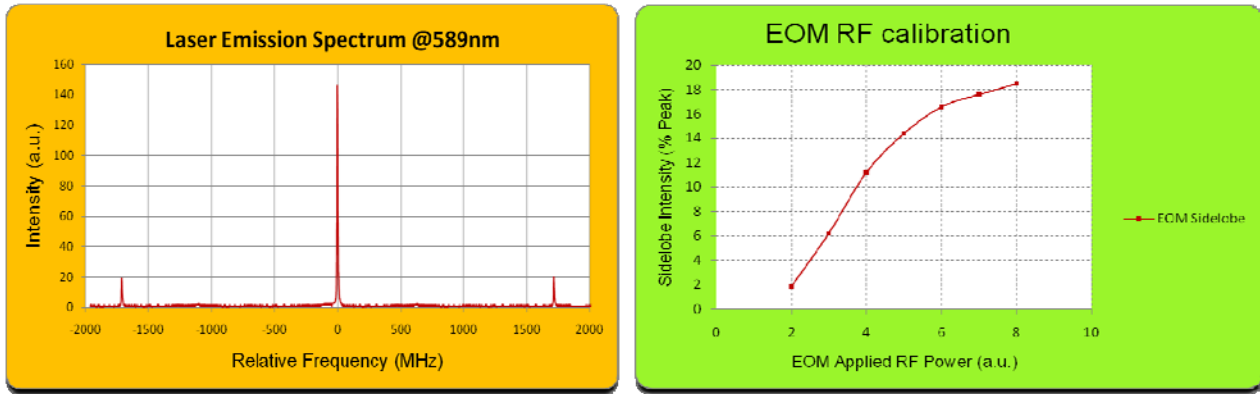 Laser Emission Spectrum @589nm
160
140
120
100
80
60
40
20
0
Intensity (a.u.)
-2000 -1500 -1000 -500 0 500 1000 1500 2000
Relative Frequency (MHz)
EOM RF calibration
20
18
16
14
12
10
8
6
4
2
0
Sidelobe Intensity (% Peak)
0 2 4 6 8 10
EOM Applied RF Power (a.u.)
EOM Sidelobe